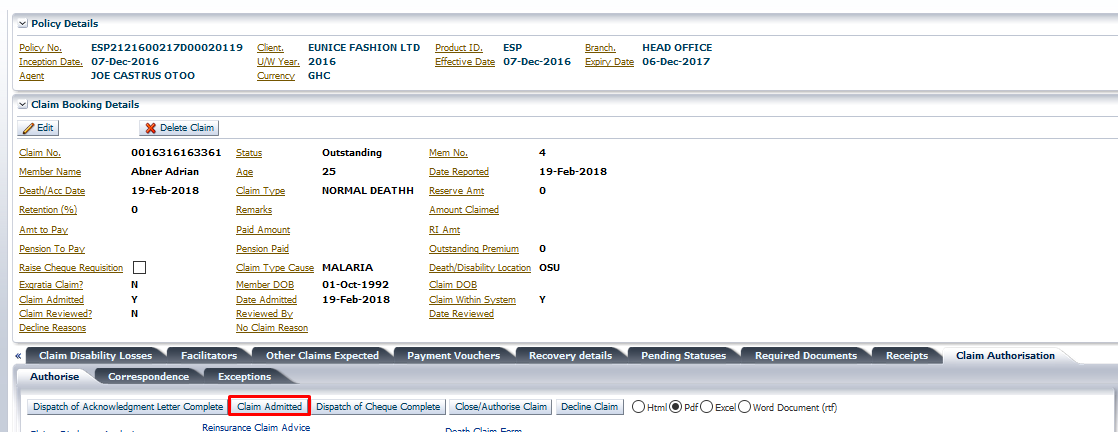 Policy Details
Policy No. ESP2121600217D00020119 Client. EUNICE FASHION LTD Product ID. ESP Branch. HEAD OFFICE
Inception Date. 07-Dec-2016 U/W Year. 2016 Effective Date 07-Dec-2016 Expiry Date 06-Dec-2017
Agent JOE CASTRUS OTOO Currency GHC
Claim Booking Details
Edit Delete Claim
Claim No. 0016316163361 Status Outstanding Mem No. 4
Member Name Abner Adrian Age 25 Date Reported 19-Feb-2018
Death/Acc Date 19-Feb-2018 Claim Type NORMAL DEATHH Reserve Amt 0
Retention (%) 0 Remarks Amount Claimed
Amt to Pay Paid Amount RI Amt
Pension To Pay Pension Paid Outstanding Premium 0
Raise Cheque Requisition Claim Type Cause MALARIA Death/Disability Location OSU
Exgratia Claim? N Member DOB 01-Oct-1992 Claim DOB
Claim Admitted Y Date Admitted 19-Feb-2018 Claim Within System Y
Claim Reviewed? N Reviewed By Date Reviewed
Decline Reasons No Claim Reason
« Claim Disability Losses Facilitators Other Claims Expected Payment Vouchers Recovery details Pending Statuses Required Documents Receipts Claim Authorisation
Authorise Correspondence Exceptions
Dispatch of Acknowledgment Letter Complete Claim Admitted Dispatch of Cheque Complete Close/Authorise Claim Decline Claim Html Pdf Excel Word Document (rtf)
Reinsurance Claim Advice Death Claim Form